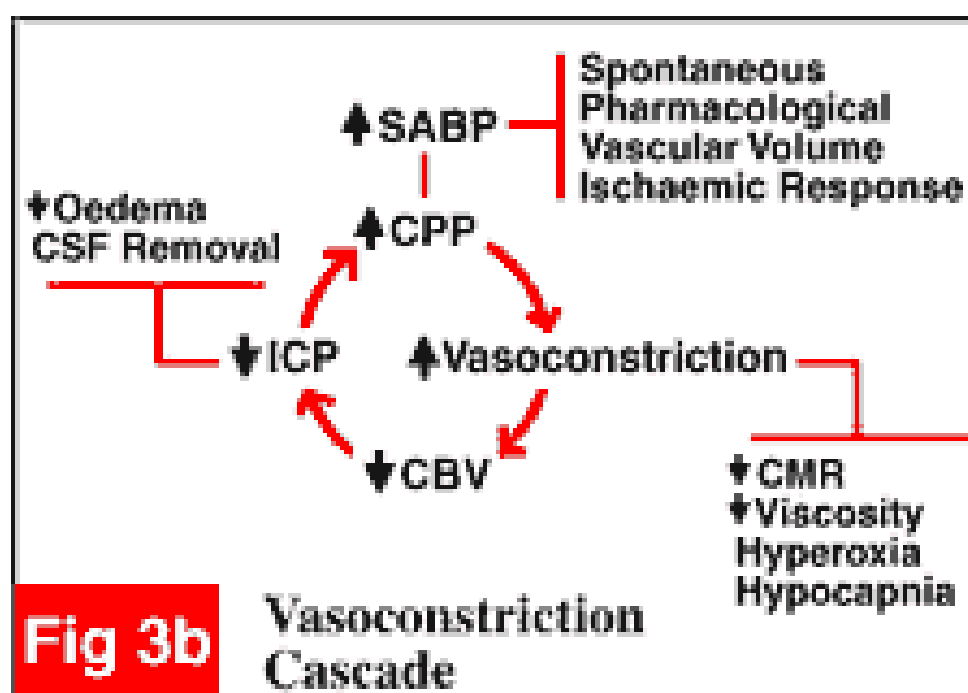 ↑SABP
Spontaneous
Pharmacological
Vascular Volume
Ischaemic Response
↓Oedema
CSF Removal
↑CPP
↓ICP
↑Vasoconstriction
↓CBV
↓CMR
↓Viscosity
Hyperoxia
Hypocapnia
Fig 3b
Vasoconstriction
Cascade